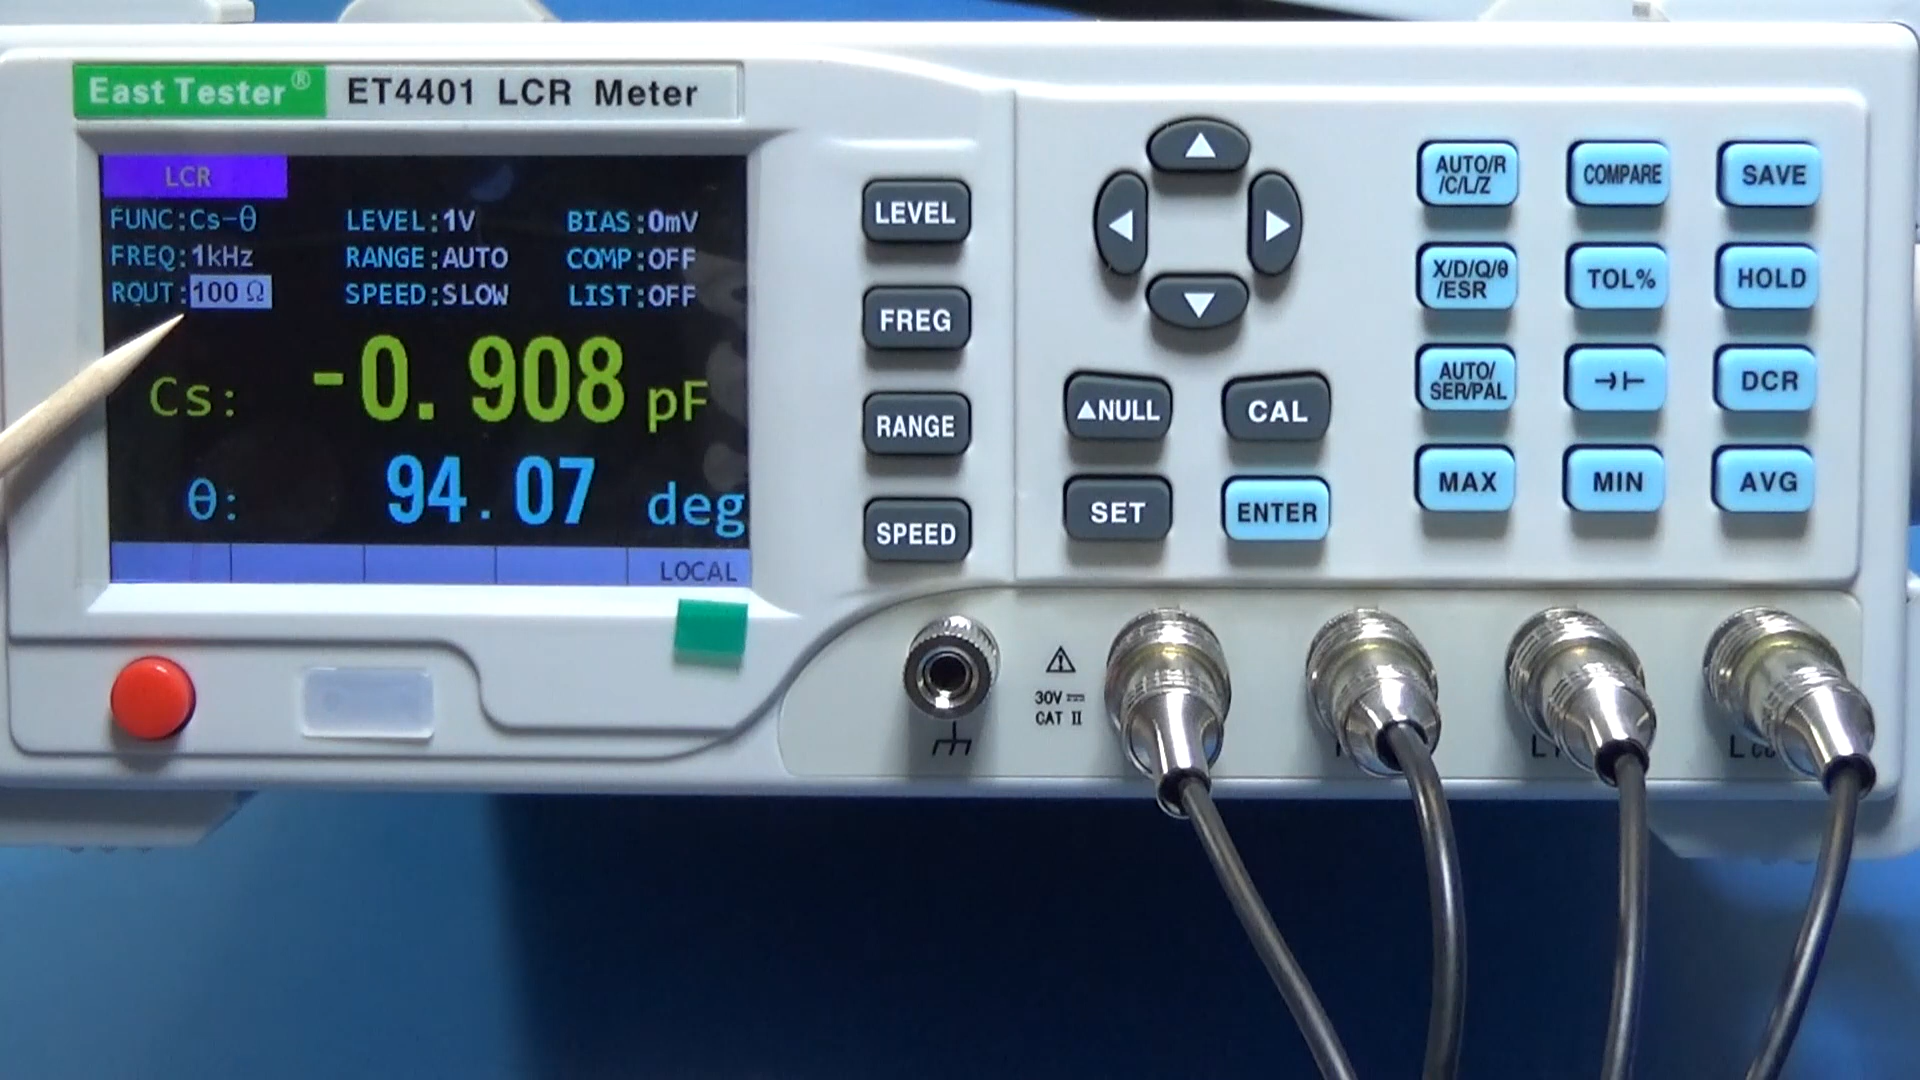 East Tester® ET4401 LCR Meter
LCR
FUNC:Cs-θ LEVEL:1V BIAS:0mV
FREQ:1kHz RANGE:AUTO COMP:OFF
ROUT:100 Ω SPEED:SLOW LIST:OFF
Cs: -0.908 pF
θ: 94.07 deg
LOCAL
LEVEL
FREG
RANGE
SPEED
▲
◀
▶
▼
▲NULL
CAL
SET
ENTER
AUTO/R
/C/L/Z
COMPARE
SAVE
X/D/Q/θ
/ESR
TOL%
HOLD
AUTO/
SER/PAL
DCR
MAX
MIN
AVG
30V
CAT II